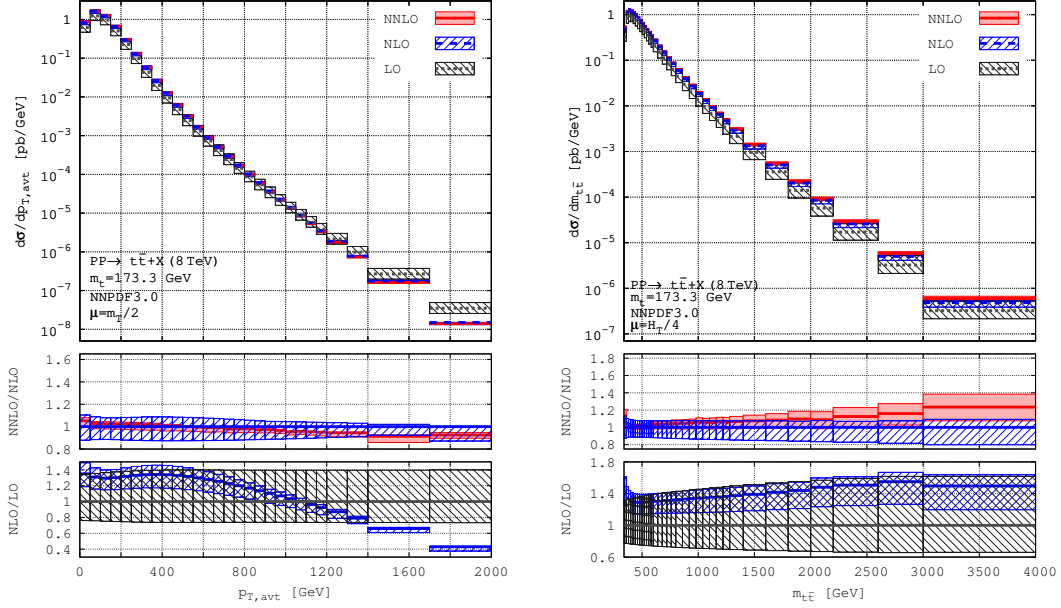 1
10⁻¹
10⁻²
10⁻³
10⁻⁴
10⁻⁵
10⁻⁶
10⁻⁷
10⁻⁸
dσ/dp_T,avt [pb/GeV]
NNLO
NLO
LO
PP→ tt̄+X (8 TeV)
m_t=173.3 GeV
NNPDF3.0
μ=m_T/2
1.6
1.4
1.2
1
0.8
NNLO/NLO
1.4
1.2
1
0.8
0.6
0.4
NLO/LO
0 400 800 1200 1600 2000
p_T,avt [GeV]
1
10⁻¹
10⁻²
10⁻³
10⁻⁴
10⁻⁵
10⁻⁶
10⁻⁷
dσ/dm_tt̄ [pb/GeV]
NNLO
NLO
LO
PP→ tt̄+X (8 TeV)
m_t=173.3 GeV
NNPDF3.0
μ=H_T/4
1.8
1.6
1.4
1.2
1
0.8
NNLO/NLO
1.8
1.4
1
0.6
NLO/LO
500 1000 1500 2000 2500 3000 3500 4000
m_tt̄ [GeV]